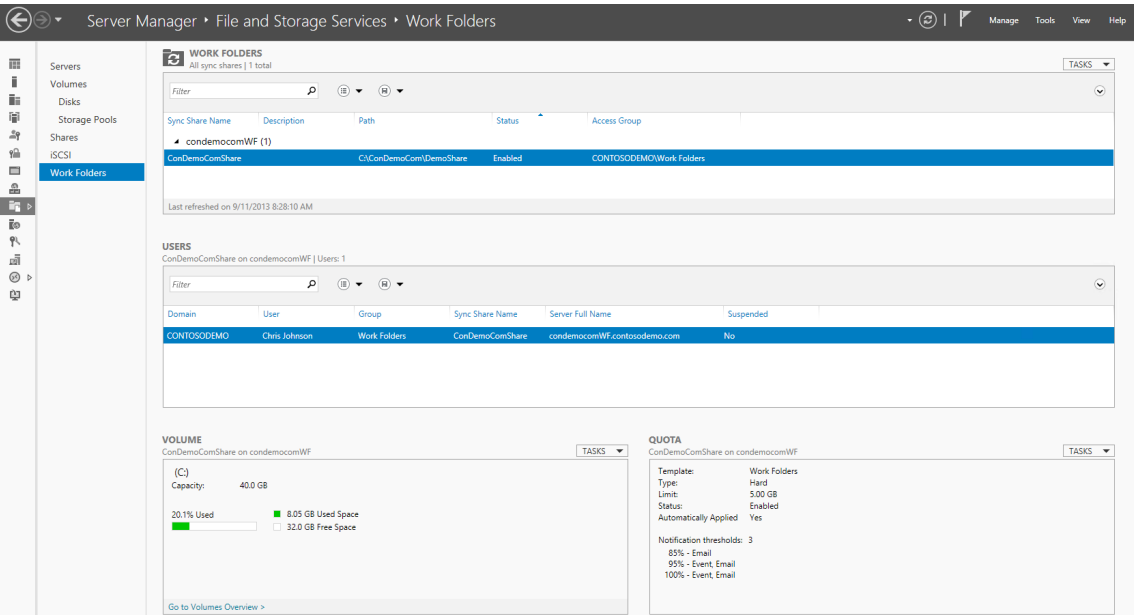 Server Manager ‣ File and Storage Services ‣ Work Folders
Manage Tools View Help
Servers
Volumes
Disks
Storage Pools
Shares
iSCSI
Work Folders
WORK FOLDERS
All sync shares | 1 total
TASKS
Filter
Sync Share Name Description Path Status Access Group
condemocomWF (1)
ConDemoComShare C:\ConDemoCom\DemoShare Enabled CONTOSODEMO\Work Folders
Last refreshed on 9/11/2013 8:28:10 AM
USERS
ConDemoComShare on condemocomWF | Users: 1
Filter
Domain User Group Sync Share Name Server Full Name Suspended
CONTOSODEMO Chris Johnson Work Folders ConDemoComShare condemocomWF.contosodemo.com No
VOLUME
ConDemoComShare on condemocomWF
TASKS
(C:)
Capacity: 40.0 GB
20.1% Used
8.05 GB Used Space
32.0 GB Free Space
Go to Volumes Overview >
QUOTA
ConDemoComShare on condemocomWF
TASKS
Template: Work Folders
Type: Hard
Limit: 5.00 GB
Status: Enabled
Automatically Applied Yes
Notification thresholds: 3
85% - Email
95% - Event, Email
100% - Event, Email